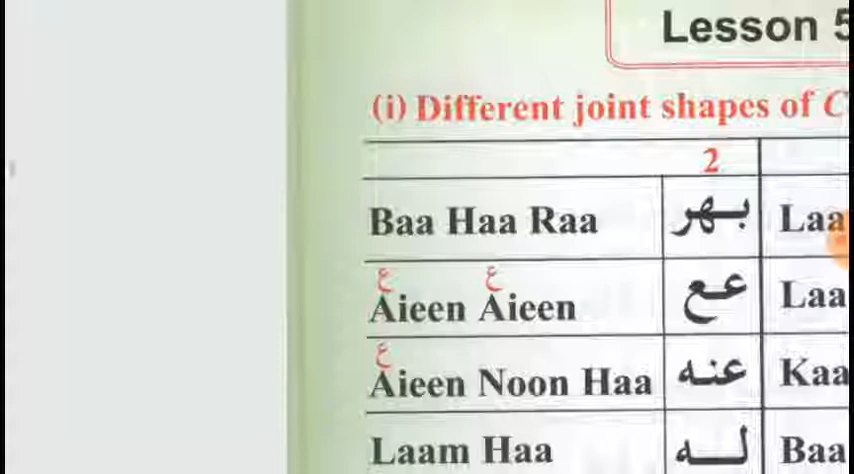 Lesson 5
(i) Different joint shapes of C
2
Baa Haa Raa بهر Laa
ع ع
Aieen Aieen عع Laa
ع
Aieen Noon Haa عنه Kaa
Laam Haa له Baa